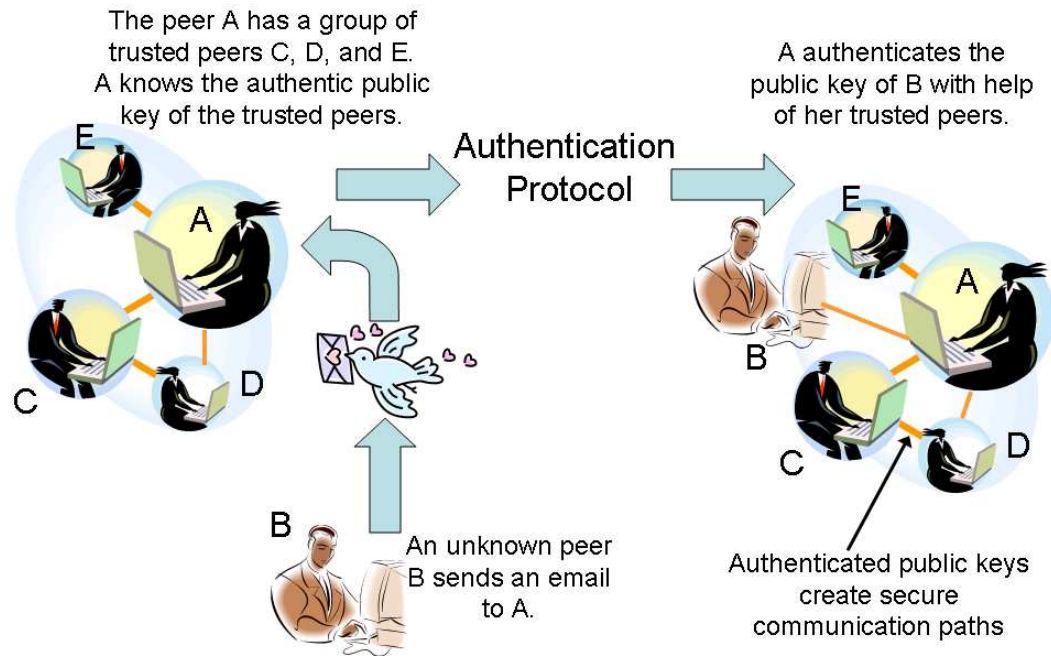 The peer A has a group of
trusted peers C, D, and E.
A knows the authentic public
key of the trusted peers.
E
A
C
D
Authentication
Protocol
B
An unknown peer
B sends an email
to A.
A authenticates the
public key of B with help
of her trusted peers.
E
A
B
C
D
Authenticated public keys
create secure
communication paths